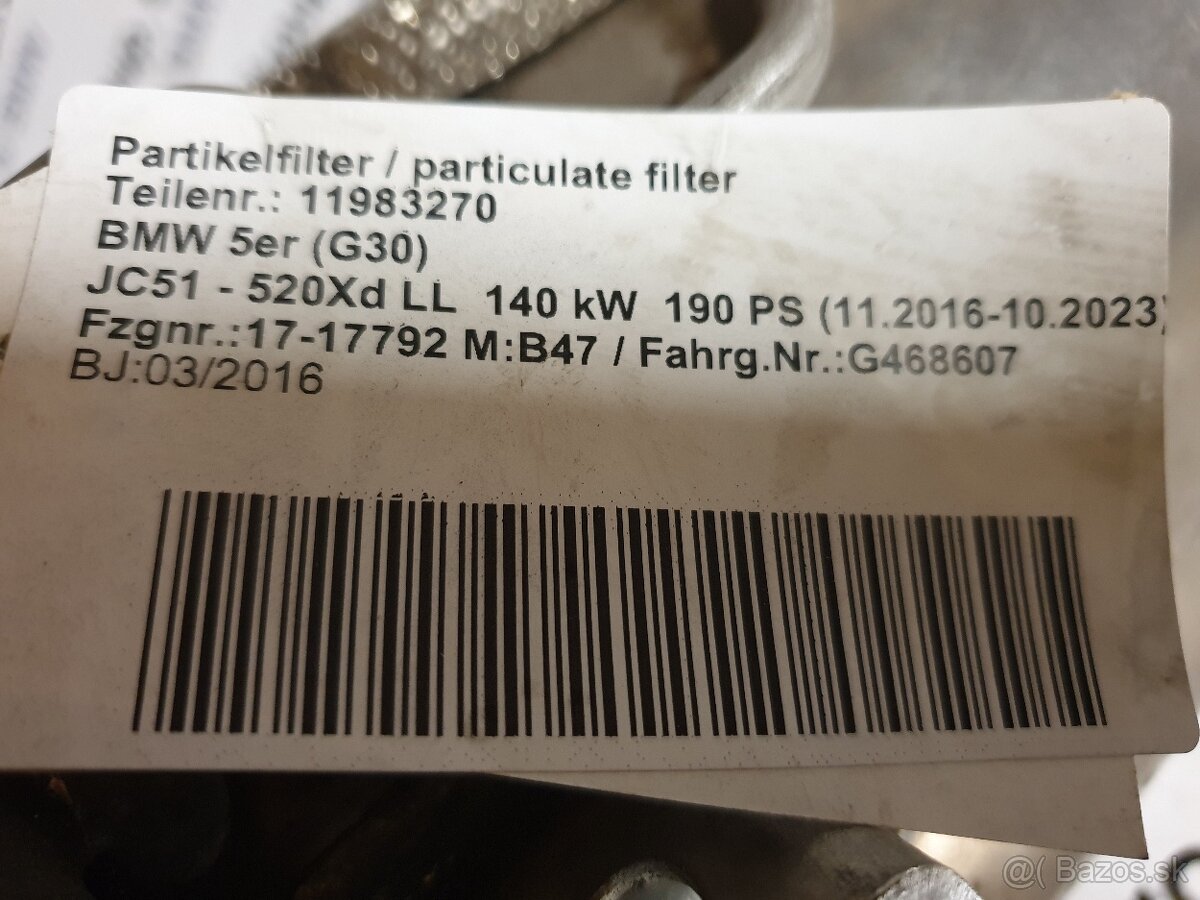 Partikelfilter / particulate filter
Teilenr.: 11983270
BMW 5er (G30)
JC51 - 520Xd LL 140 kW 190 PS (11.2016-10.2023)
Fzgnr.:17-17792 M:B47 / Fahrg.Nr.:G468607
BJ:03/2016
@( Bazos.sk